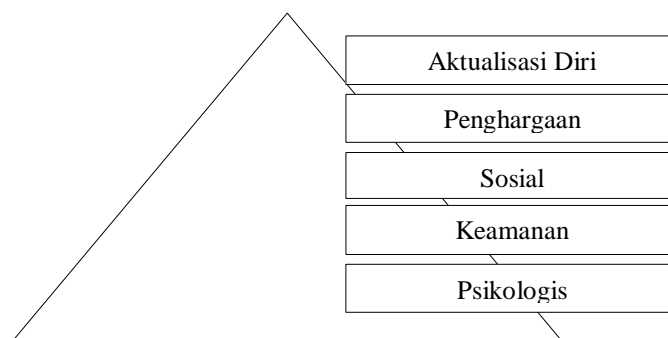 Aktualisasi Diri
Penghargaan
Sosial
Keamanan
Psikologis